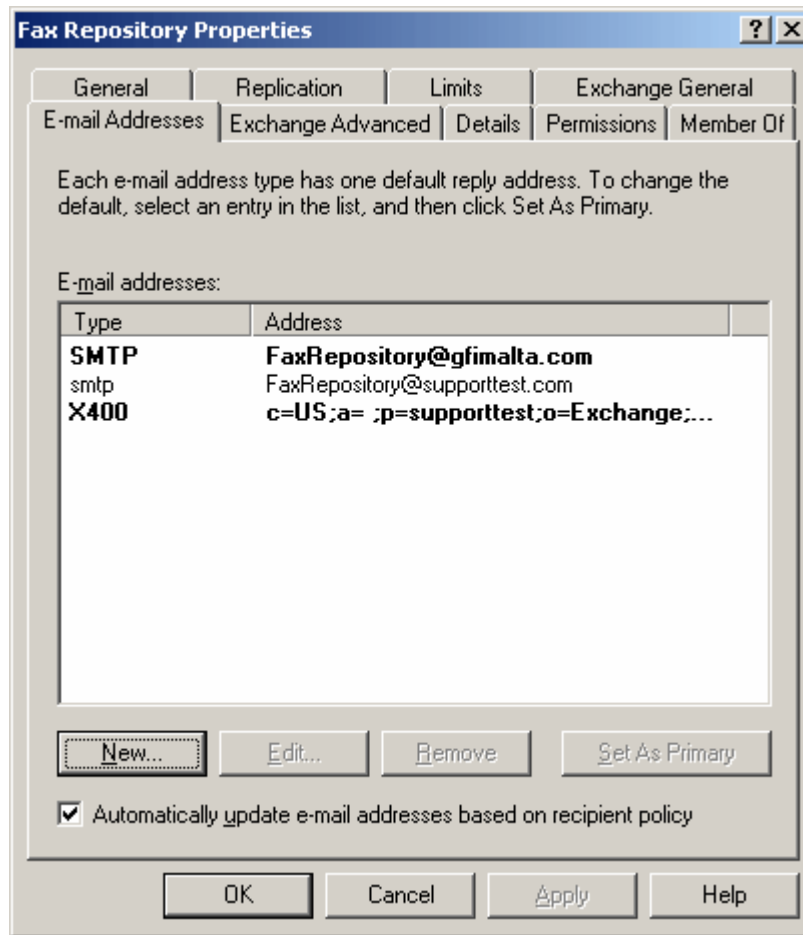 Fax Repository Properties
General Replication Limits Exchange General
E-mail Addresses Exchange Advanced Details Permissions Member Of
Each e-mail address type has one default reply address. To change the
default, select an entry in the list, and then click Set As Primary.
E-mail addresses:
Type Address
SMTP FaxRepository@gfimalta.com
smtp FaxRepository@supporttest.com
X400 c=US;a= ;p=supporttest;o=Exchange;...
New... Edit... Remove Set As Primary
Automatically update e-mail addresses based on recipient policy
OK Cancel Apply Help